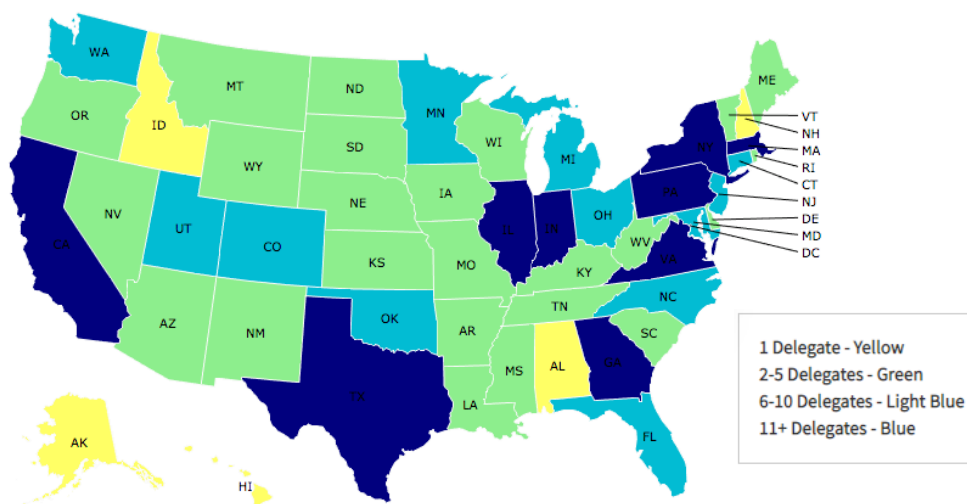 WA
MT
ND
MN
ME
OR
ID
SD
WI
MI
NY
VT
NH
MA
RI
CT
NJ
DE
MD
DC
WY
IA
NE
PA
NV
UT
CO
IL
IN
OH
WV
VA
CA
KS
MO
KY
NC
AZ
NM
OK
TN
AR
SC
MS
AL
GA
TX
LA
FL
AK
HI
1 Delegate - Yellow
2-5 Delegates - Green
6-10 Delegates - Light Blue
11+ Delegates - Blue